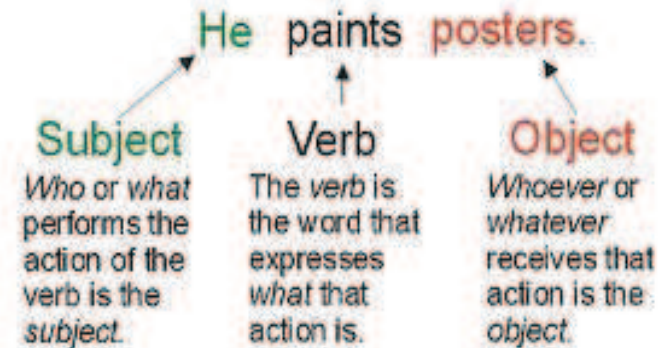 He paints posters.
Subject
Who or what
performs the
action of the
verb is the
subject.
Verb
The verb is
the word that
expresses
what that
action is.
Object
Whoever or
whatever
receives that
action is the
object.